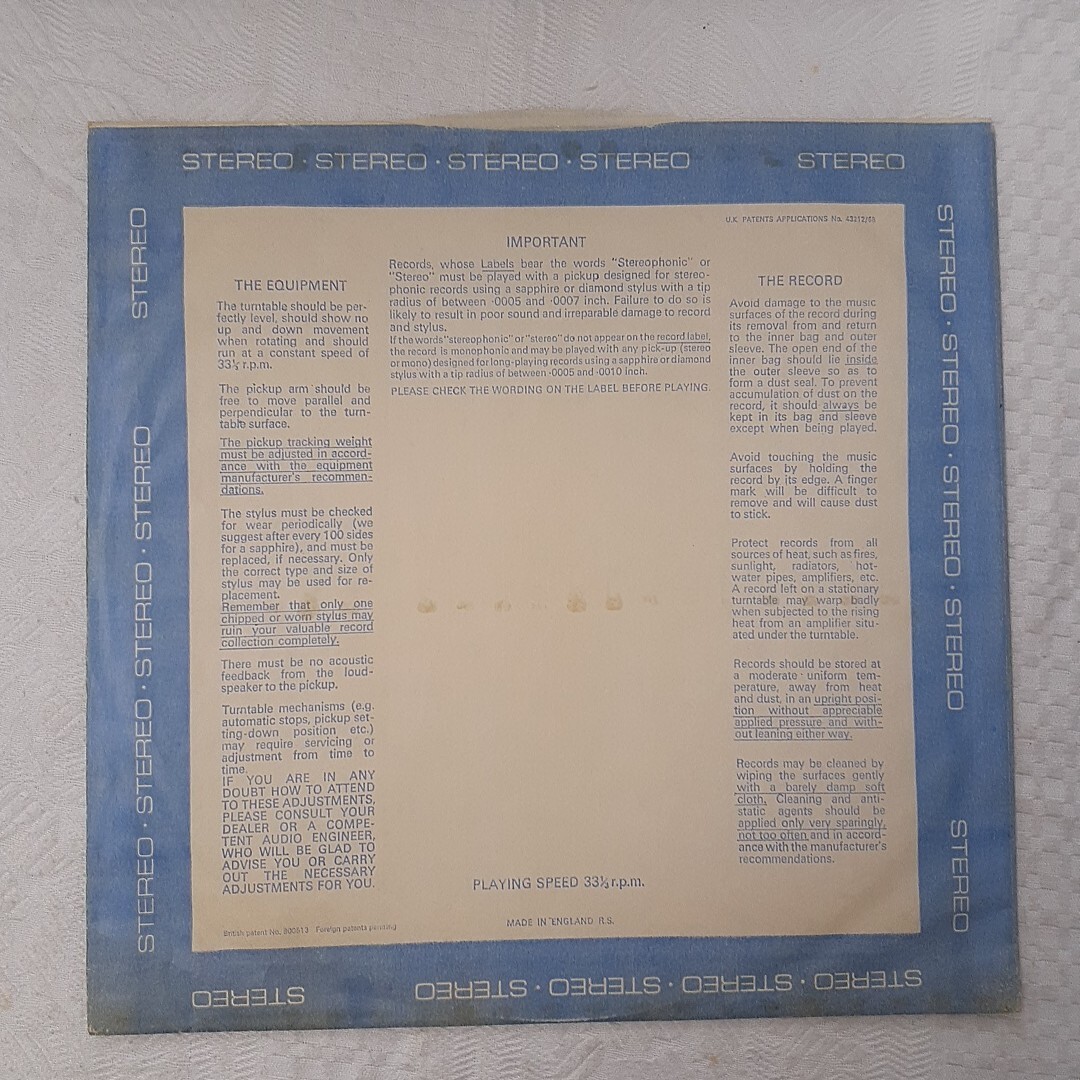 STEREO · STEREO · STEREO · STEREO STEREO
STEREO
STEREO · STEREO · STEREO · STEREO
U.K. PATENTS APPLICATIONS No. 43212/68
THE EQUIPMENT
The turntable should be per-
fectly level, should show no
up and down movement
when rotating and should
run at a constant speed of
33⅓ r.p.m.
The pickup arm should be
free to move parallel and
perpendicular to the turn-
table surface.
The pickup tracking weight
must be adjusted in accord-
ance with the equipment
manufacturer's recommen-
dations.
The stylus must be checked
for wear periodically (we
suggest after every 100 sides
for a sapphire), and must be
replaced, if necessary. Only
the correct type and size of
stylus may be used for re-
placement.
Remember that only one
chipped or worn stylus may
ruin your valuable record
collection completely.
There must be no acoustic
feedback from the loud-
speaker to the pickup.
Turntable mechanisms (e.g.
automatic stops, pickup set-
ting-down position etc.)
may require servicing or
adjustment from time to
time.
IF YOU ARE IN ANY
DOUBT HOW TO ATTEND
TO THESE ADJUSTMENTS,
PLEASE CONSULT YOUR
DEALER OR A COMPE-
TENT AUDIO ENGINEER,
WHO WILL BE GLAD TO
ADVISE YOU OR CARRY
OUT THE NECESSARY
ADJUSTMENTS FOR YOU.
British patent No. Foreign patents pending
IMPORTANT
Records, whose Labels bear the words "Stereophonic" or
"Stereo" must be played with a pickup designed for stereo-
phonic records using a sapphire or diamond stylus with a tip
radius of between ·0005 and ·0007 inch. Failure to do so is
likely to result in poor sound and irreparable damage to record
and stylus.
If the words "stereophonic" or "stereo" do not appear on the record label,
the record is monophonic and may be played with any pick-up (stereo
or mono) designed for long-playing records using a sapphire or diamond
stylus with a tip radius of between ·0005 and ·0010 inch.
PLEASE CHECK THE WORDING ON THE LABEL BEFORE PLAYING.
PLAYING SPEED 33⅓ r.p.m.
MADE IN ENGLAND R.S.
THE RECORD
Avoid damage to the music
surfaces of the record during
its removal from and return
to the inner bag and outer
sleeve. The open end of the
inner bag should lie inside
the outer sleeve so as to
form a dust seal. To prevent
accumulation of dust on the
record, it should always be
kept in its bag and sleeve
except when being played.
Avoid touching the music
surfaces by holding the
record by its edge. A finger
mark will be difficult to
remove and will cause dust
to stick.
Protect records from all
sources of heat, such as fires,
sunlight, radiators, hot-
water pipes, amplifiers, etc.
A record left on a stationary
turntable may warp badly
when subjected to the rising
heat from an amplifier situ-
ated under the turntable.
Records should be stored at
a moderate uniform tem-
perature, away from heat
and dust, in an upright posi-
tion without appreciable
applied pressure and with-
out leaning either way.
Records may be cleaned by
wiping the surfaces gently
with a barely damp soft
cloth. Cleaning and anti-
static agents should be
applied only very sparingly,
not too often and in accord-
ance with the manufacturer's
recommendations.
STEREO · STEREO · STEREO · STEREO
STEREO
STEREO · STEREO · STEREO · STEREO STEREO